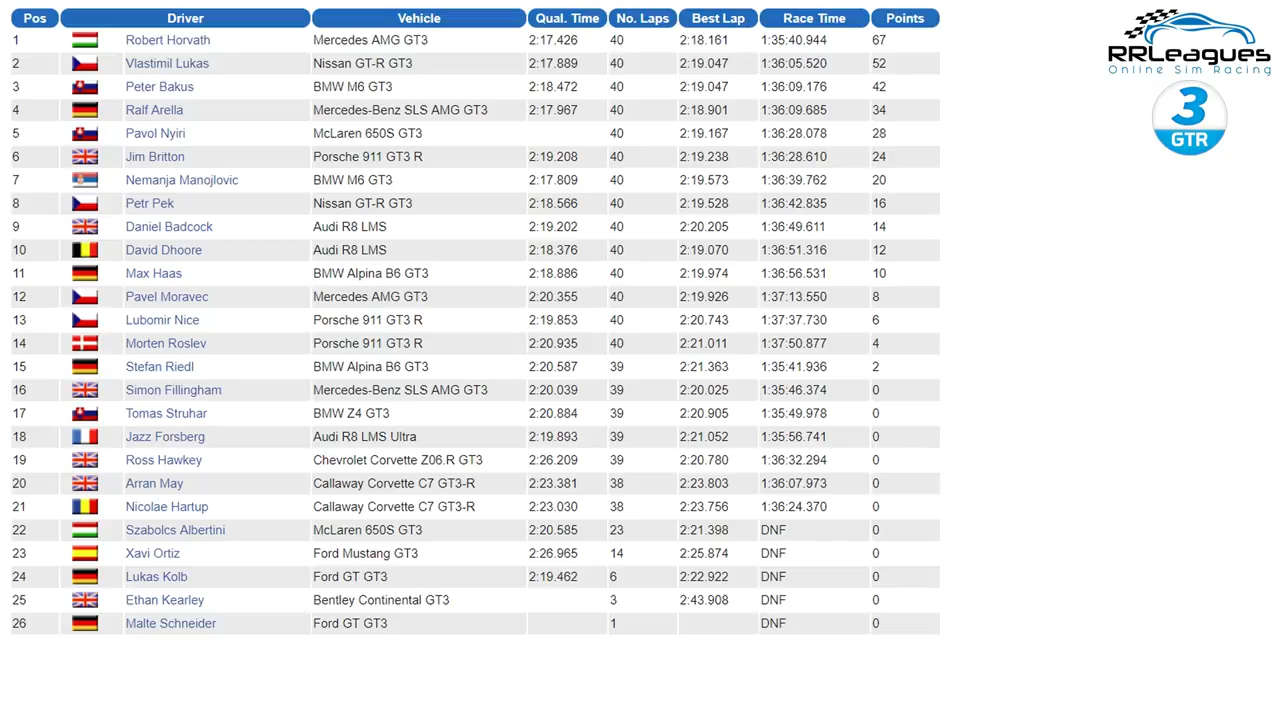 Pos Driver Vehicle Qual. Time No. Laps Best Lap Race Time Points
1 Robert Horvath Mercedes AMG GT3 2:17.426 40 2:18.161 1:35:40.944 67
2 Vlastimil Lukas Nissan GT-R GT3 2:17.889 40 2:19.047 1:36:05.520 52
3 Peter Bakus BMW M6 GT3 2:18.472 40 2:19.047 1:36:09.176 42
4 Ralf Arella Mercedes-Benz SLS AMG GT3 2:17.967 40 2:18.901 1:36:09.685 34
5 Pavol Nyiri McLaren 650S GT3 40 2:19.167 1:36:28.078 28
6 Jim Britton Porsche 911 GT3 R 2:19.208 40 2:19.238 1:36:28.610 24
7 Nemanja Manojlovic BMW M6 GT3 2:17.809 40 2:19.573 1:36:39.762 20
8 Petr Pek Nissan GT-R GT3 2:18.566 40 2:19.528 1:36:42.835 16
9 Daniel Badcock Audi R8 LMS 2:19.202 40 2:20.205 1:36:49.611 14
10 David Dhoore Audi R8 LMS 2:18.376 40 2:19.070 1:36:51.316 12
11 Max Haas BMW Alpina B6 GT3 2:18.886 40 2:19.974 1:36:56.531 10
12 Pavel Moravec Mercedes AMG GT3 2:20.355 40 2:19.926 1:37:13.550 8
13 Lubomir Nice Porsche 911 GT3 R 2:19.853 40 2:20.743 1:37:37.730 6
14 Morten Roslev Porsche 911 GT3 R 2:20.935 40 2:21.011 1:37:50.877 4
15 Stefan Riedl BMW Alpina B6 GT3 2:20.587 39 2:21.363 1:35:41.936 2
16 Simon Fillingham Mercedes-Benz SLS AMG GT3 2:20.039 39 2:20.025 1:35:46.374 0
17 Tomas Struhar BMW Z4 GT3 2:20.884 39 2:20.905 1:35:49.978 0
18 Jazz Forsberg Audi R8 LMS Ultra 2:19.893 39 2:21.052 1:35:56.741 0
19 Ross Hawkey Chevrolet Corvette Z06.R GT3 2:26.209 39 2:20.780 1:36:32.294 0
20 Arran May Callaway Corvette C7 GT3-R 2:23.381 38 2:23.803 1:36:07.973 0
21 Nicolae Hartup Callaway Corvette C7 GT3-R 2:23.030 38 2:23.756 1:36:24.370 0
22 Szabolcs Albertini McLaren 650S GT3 2:20.585 23 2:21.398 DNF 0
23 Xavi Ortiz Ford Mustang GT3 2:26.965 14 2:25.874 DNF 0
24 Lukas Kolb Ford GT GT3 2:19.462 6 2:22.922 DNF 0
25 Ethan Kearley Bentley Continental GT3 3 2:43.908 DNF 0
26 Malte Schneider Ford GT GT3 1 DNF 0
RRLeagues
Online Sim Racing
3
GTR